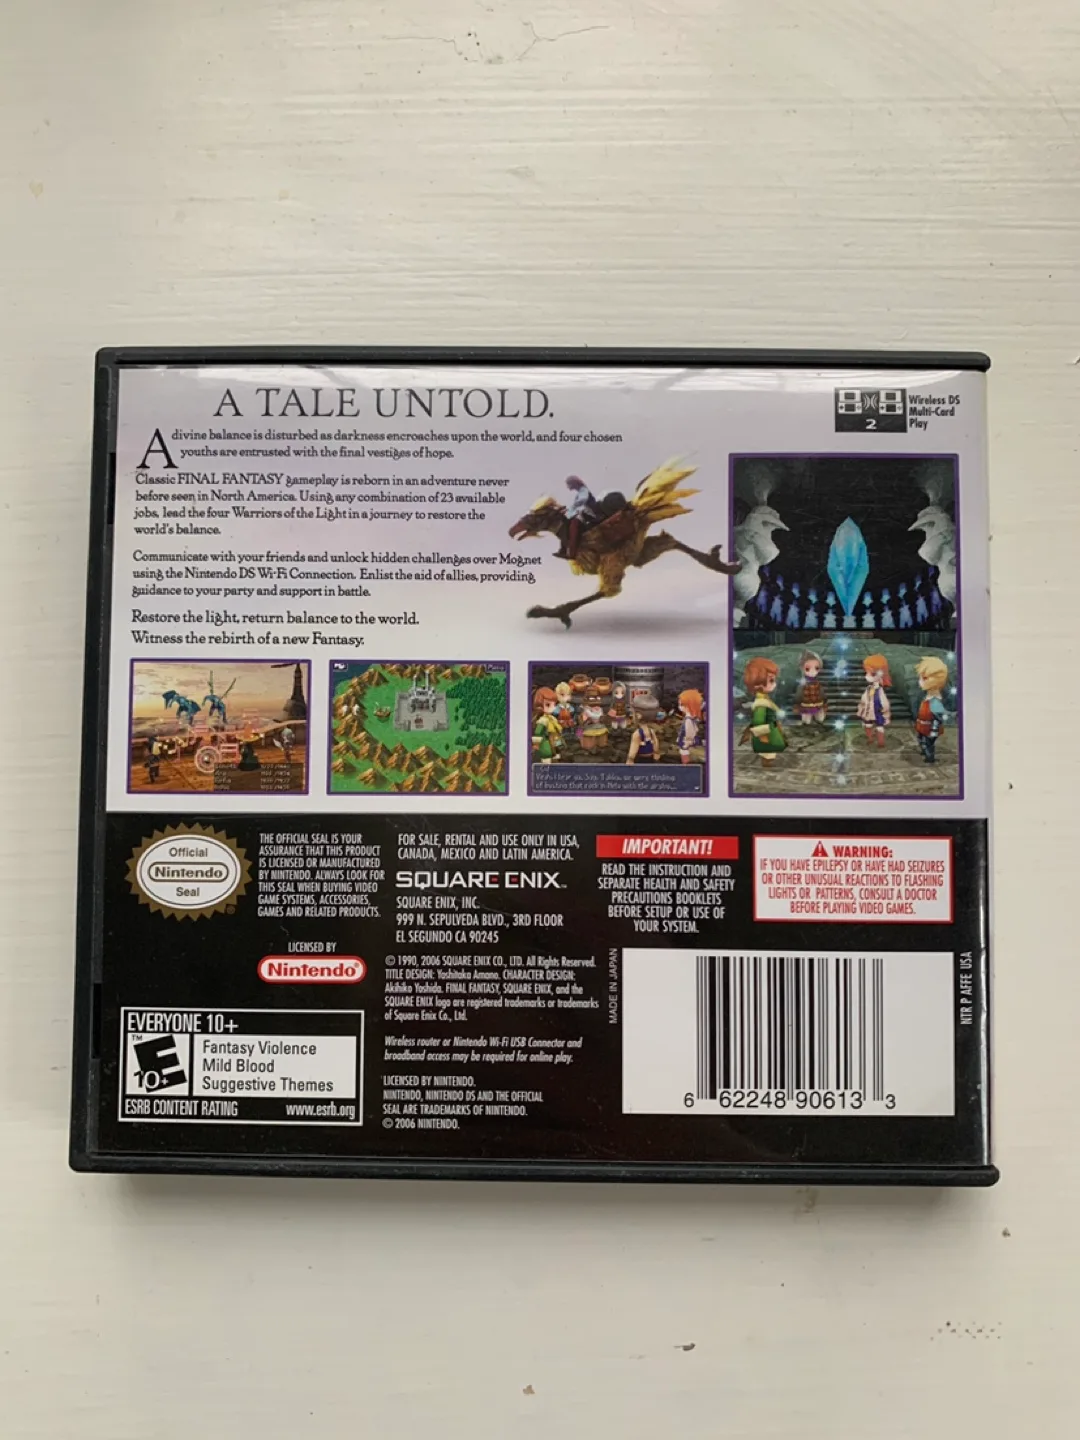 A TALE UNTOLD.
A divine balance is disturbed as darkness encroaches upon the world, and four chosen
youths are entrusted with the final vestiges of hope.
Classic FINAL FANTASY gameplay is reborn in an adventure never
before seen in North America. Using any combination of 23 available
jobs, lead the four Warriors of the Light in a journey to restore the
world's balance.
Communicate with your friends and unlock hidden challenges over Mognet
using the Nintendo DS Wi-Fi Connection. Enlist the aid of allies, providing
guidance to your party and support in battle.
Restore the light, return balance to the world.
Witness the rebirth of a new Fantasy.
Wireless DS
Multi-Card
Play
2
Official
Nintendo
Seal
THE OFFICIAL SEAL IS YOUR
ASSURANCE THAT THIS PRODUCT
IS LICENSED OR MANUFACTURED
BY NINTENDO. ALWAYS LOOK FOR
THIS SEAL WHEN BUYING VIDEO
GAME SYSTEMS, ACCESSORIES,
GAMES AND RELATED PRODUCTS.
LICENSED BY
Nintendo®
EVERYONE 10+
E
10+
™
Fantasy Violence
Mild Blood
Suggestive Themes
ESRB CONTENT RATING
www.esrb.org
FOR SALE, RENTAL AND USE ONLY IN USA,
CANADA, MEXICO AND LATIN AMERICA.
SQUARE ENIX™
SQUARE ENIX, INC.
999 N. SEPULVEDA BLVD., 3RD FLOOR
EL SEGUNDO CA 90245
© 1990, 2006 SQUARE ENIX CO., LTD. All Rights Reserved.
TITLE DESIGN: Yoshitaka Amano. CHARACTER DESIGN:
Akihiko Yoshida. FINAL FANTASY, SQUARE ENIX, and the
SQUARE ENIX logo are registered trademarks or trademarks
of Square Enix Co., Ltd.
Wireless router or Nintendo Wi-Fi USB Connector and
broadband access may be required for online play.
LICENSED BY NINTENDO.
NINTENDO, NINTENDO DS AND THE OFFICIAL
SEAL ARE TRADEMARKS OF NINTENDO.
© 2006 NINTENDO.
IMPORTANT!
READ THE INSTRUCTION AND
SEPARATE HEALTH AND SAFETY
PRECAUTIONS BOOKLETS
BEFORE SETUP OR USE OF
YOUR SYSTEM.
WARNING:
IF YOU HAVE EPILEPSY OR HAVE HAD SEIZURES
OR OTHER UNUSUAL REACTIONS TO FLASHING
LIGHTS OR PATTERNS, CONSULT A DOCTOR
BEFORE PLAYING VIDEO GAMES.
MADE IN JAPAN
6 62248 90613 3
NTR P AFFE USA